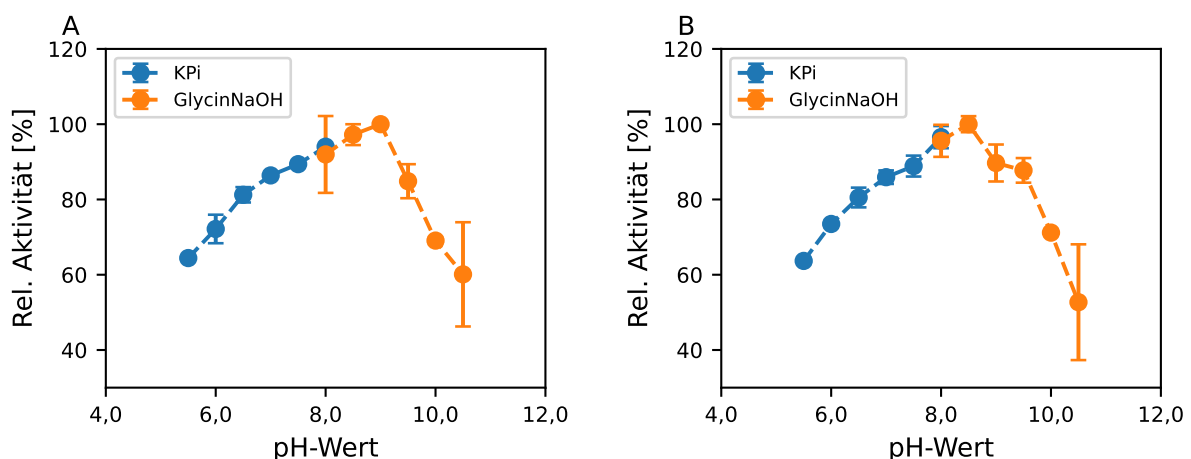 A
120
100
80
60
40
Rel. Aktivität [%]
KPi
GlycinNaOH
4,0 6,0 8,0 10,0 12,0
pH-Wert
B
120
100
80
60
40
Rel. Aktivität [%]
KPi
GlycinNaOH
4,0 6,0 8,0 10,0 12,0
pH-Wert